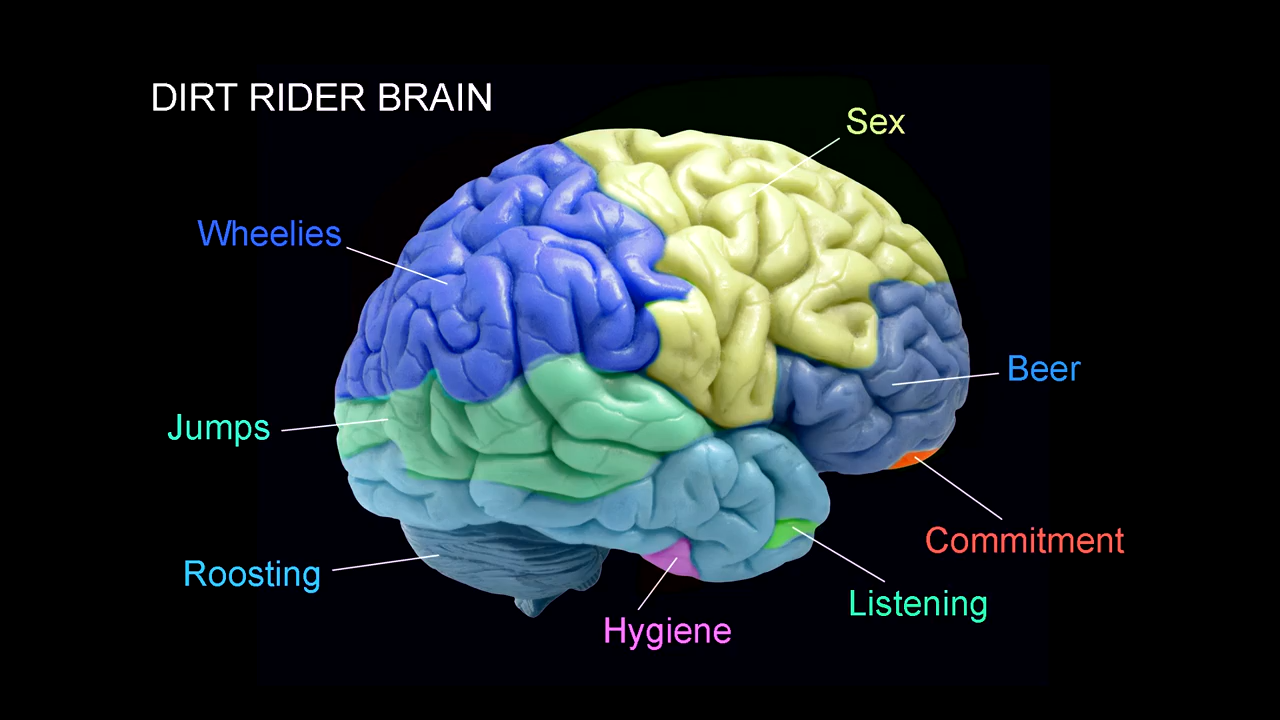 DIRT RIDER BRAIN
Sex
Wheelies
Beer
Jumps
Commitment
Roosting
Listening
Hygiene